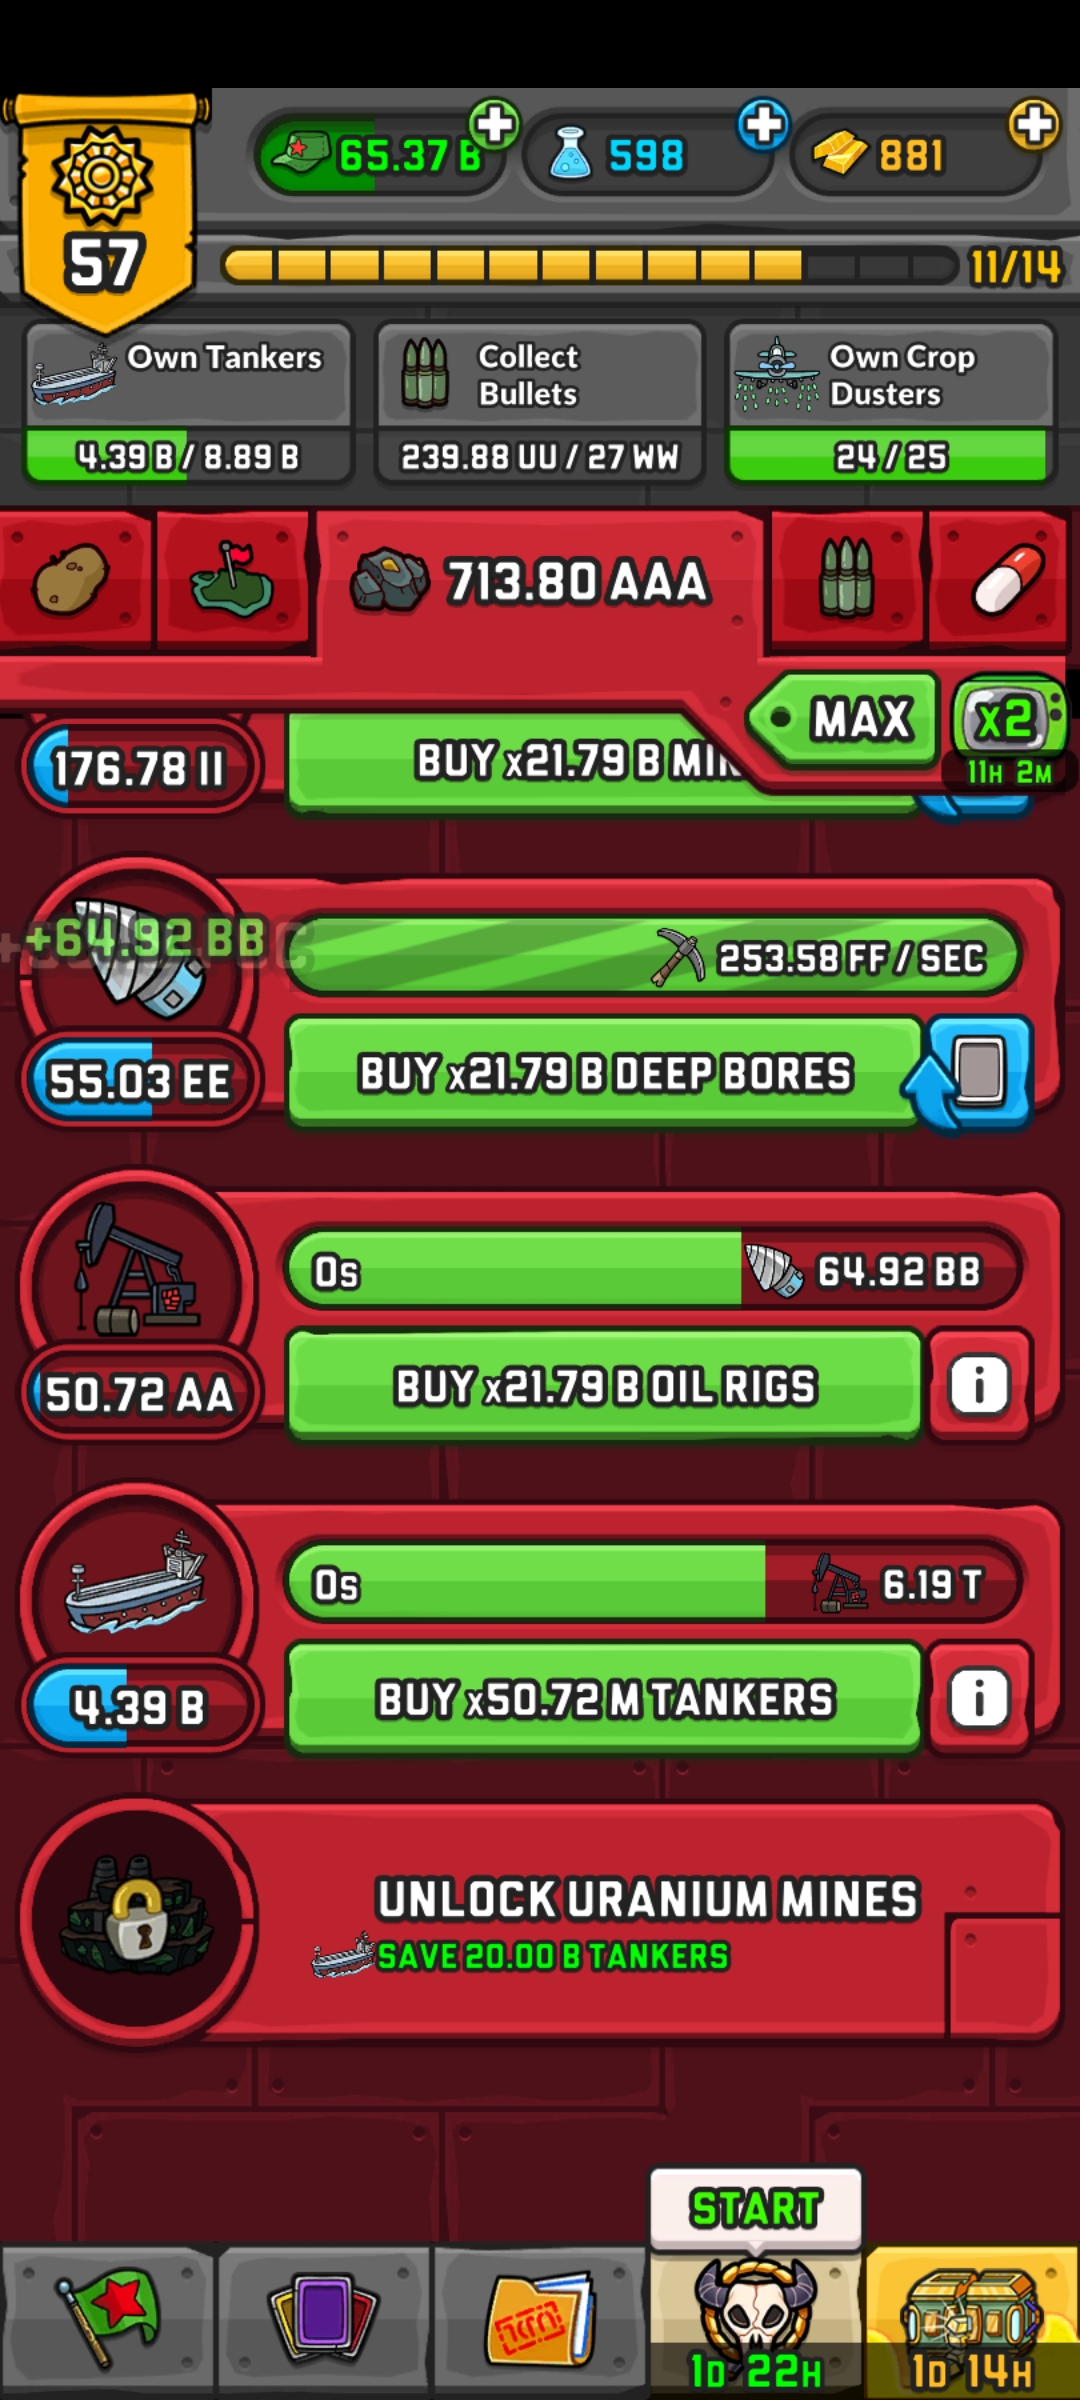 57
65.37 B
598
881
11/14
Own Tankers
4.39 B / 8.89 B
Collect
Bullets
239.88 UU / 27 WW
Own Crop
Dusters
24 / 25
713.80 AAA
MAX
x2
11H 2M
176.78 II
BUY x21.79 B
+64.92 BB
253.58 FF / SEC
55.03 EE
BUY x21.79 B DEEP BORES
0s
64.92 BB
50.72 AA
BUY x21.79 B OIL RIGS
i
0s
6.19 T
4.39 B
BUY x50.72 M TANKERS
i
UNLOCK URANIUM MINES
SAVE 20.00 B TANKERS
START
1D 22H
1D 14H